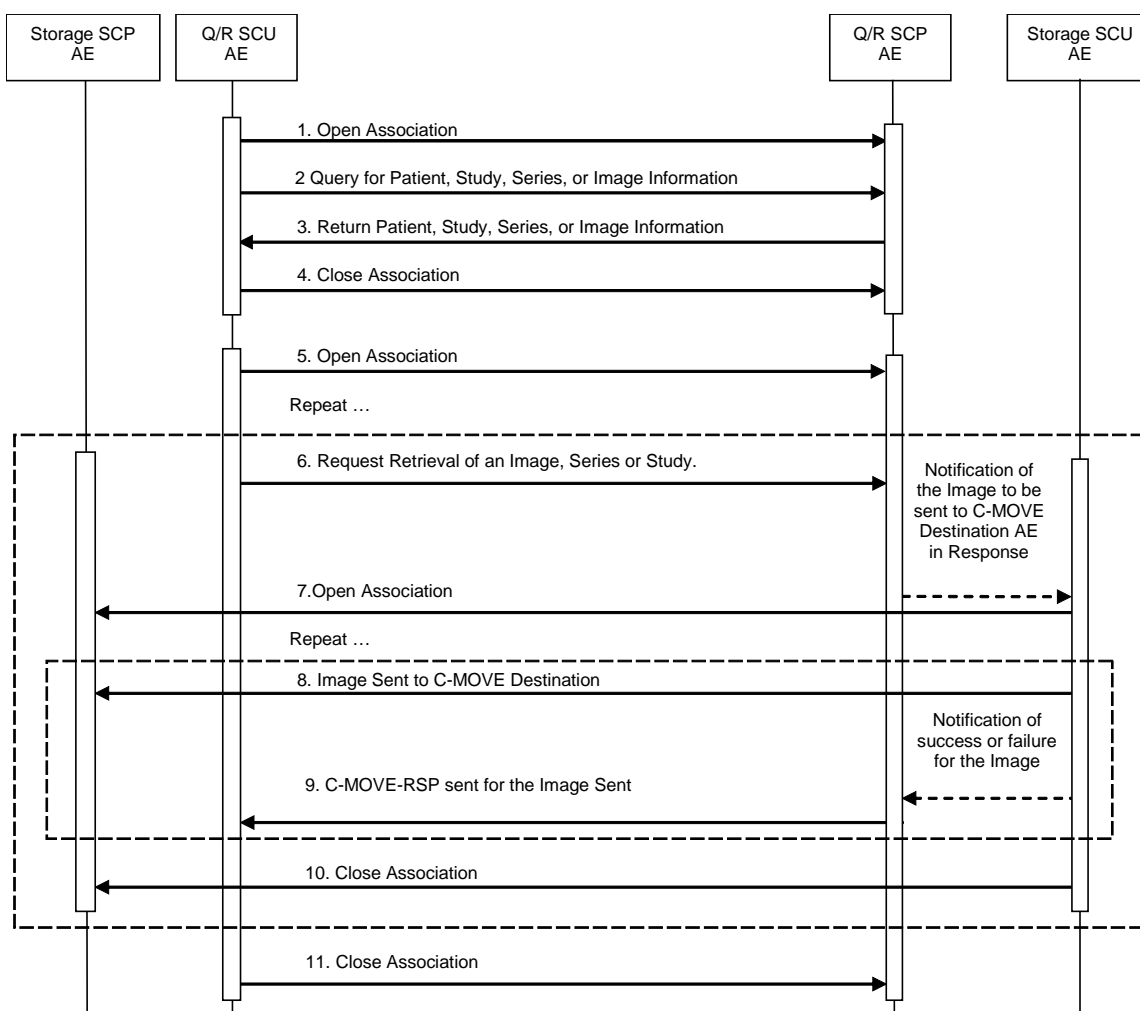 Storage SCP
AE
Q/R SCU
AE
Q/R SCP
AE
Storage SCU
AE
1. Open Association
2 Query for Patient, Study, Series, or Image Information
3. Return Patient, Study, Series, or Image Information
4. Close Association
5. Open Association
Repeat …
6. Request Retrieval of an Image, Series or Study.
Notification of
the Image to be
sent to C-MOVE
Destination AE
in Response
7.Open Association
Repeat …
8. Image Sent to C-MOVE Destination
Notification of
success or failure
for the Image
9. C-MOVE-RSP sent for the Image Sent
10. Close Association
11. Close Association